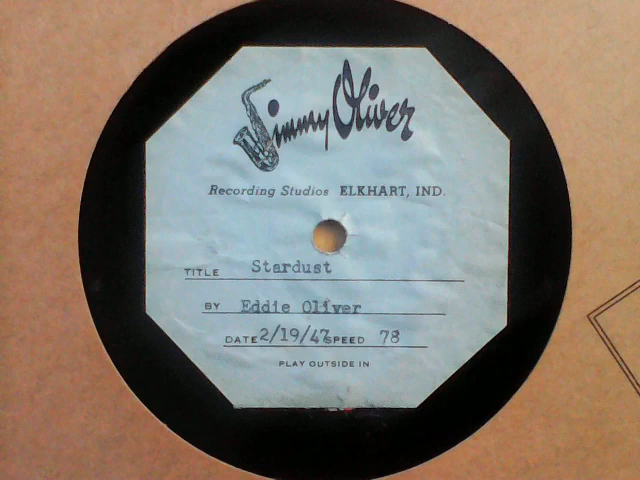 Jimmy Oliver
Recording Studios ELKHART, IND.
TITLE Stardust
BY Eddie Oliver
DATE 2/19/47 SPEED 78
PLAY OUTSIDE IN